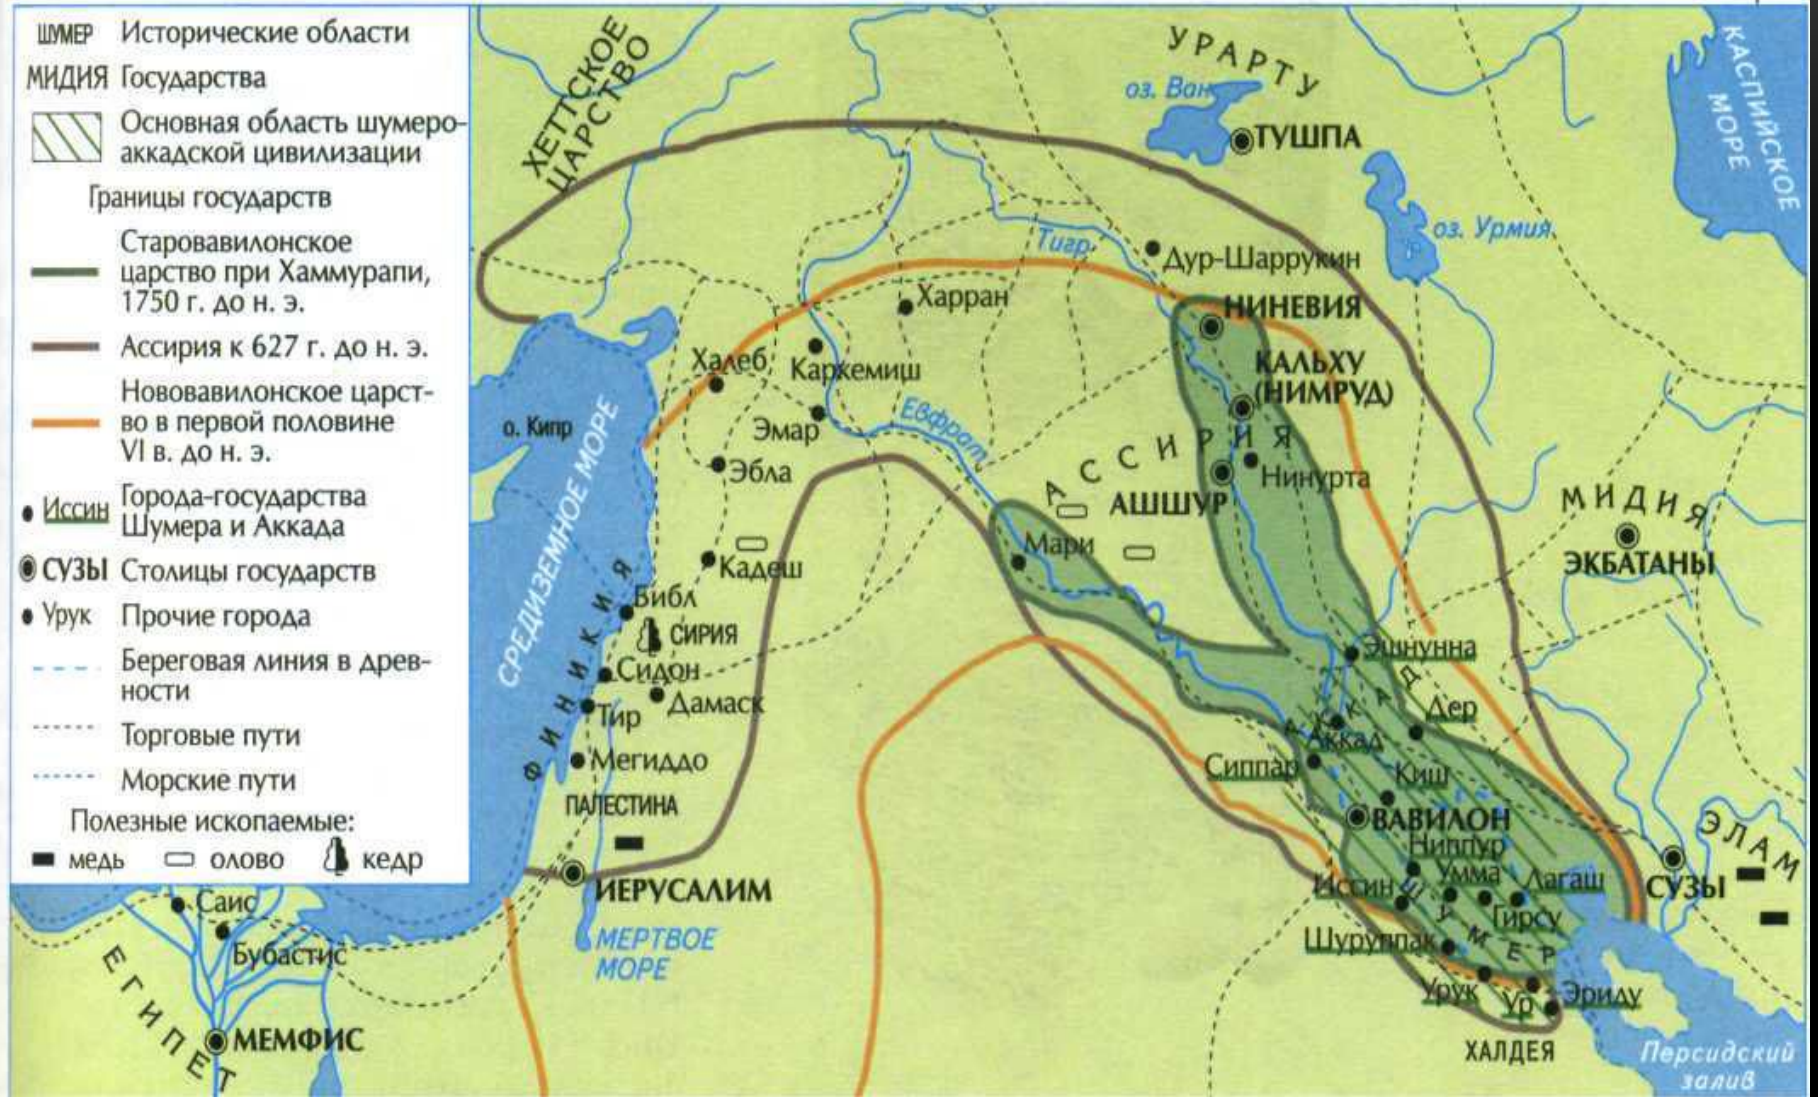 ШУМЕР Исторические области
МИДИЯ Государства
Основная область шумеро-
аккадской цивилизации
Границы государств
Старовавилонское
царство при Хаммурапи,
1750 г. до н. э.
Ассирия к 627 г. до н. э.
Нововавилонское царст-
во в первой половине
VI в. до н. э.
Иссин Города-государства
Шумера и Аккада
СУЗЫ Столицы государств
Урук Прочие города
Береговая линия в древ-
ности
Торговые пути
Морские пути
Полезные ископаемые:
медь олово кедр
ХЕТТСКОЕ
ЦАРСТВО
УРАРТУ
оз. Ван
ТУШПА
КАСПИЙСКОЕ
МОРЕ
оз. Урмия
Тигр
Дур-Шаррукин
Харран
НИНЕВИЯ
Халеб
Каркемиш
КАЛЬХУ
(НИМРУД)
о. Кипр
Эмар
Евфрат
Эбла
АССИРИЯ
Нинурта
АШШУР
МИДИЯ
ЭКБАТАНЫ
СРЕДИЗЕМНОЕ МОРЕ
Мари
Кадеш
ФИНИКИЯ
Библ
СИРИЯ
Сидон
Дамаск
Тир
Мегиддо
ПАЛЕСТИНА
ИЕРУСАЛИМ
МЕРТВОЕ
МОРЕ
Эшнунна
АККАД
Дер
Аккад
Сиппар
Киш
ВАВИЛОН
Ниппур
Иссин
Умма
Лагаш
Гирсу
ШУМЕР
Шуруппак
Урук
Ур
Эриду
ХАЛДЕЯ
ЭЛАМ
СУЗЫ
Персидский
залив
Саис
Бубастис
ЕГИПЕТ
МЕМФИС